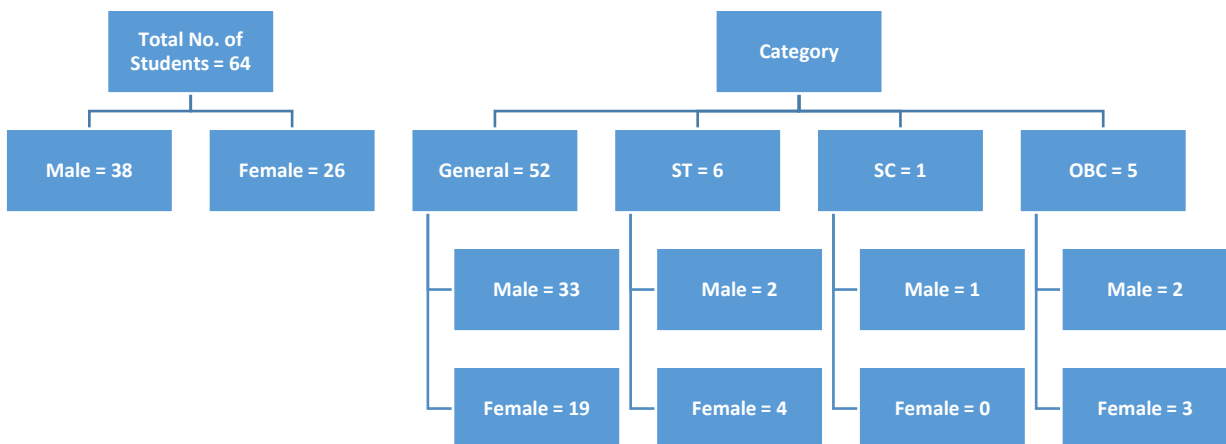 Total No. of
Students = 64
Category
Male = 38
Female = 26
General = 52
ST = 6
SC = 1
OBC = 5
Male = 33
Male = 2
Male = 1
Male = 2
Female = 19
Female = 4
Female = 0
Female = 3